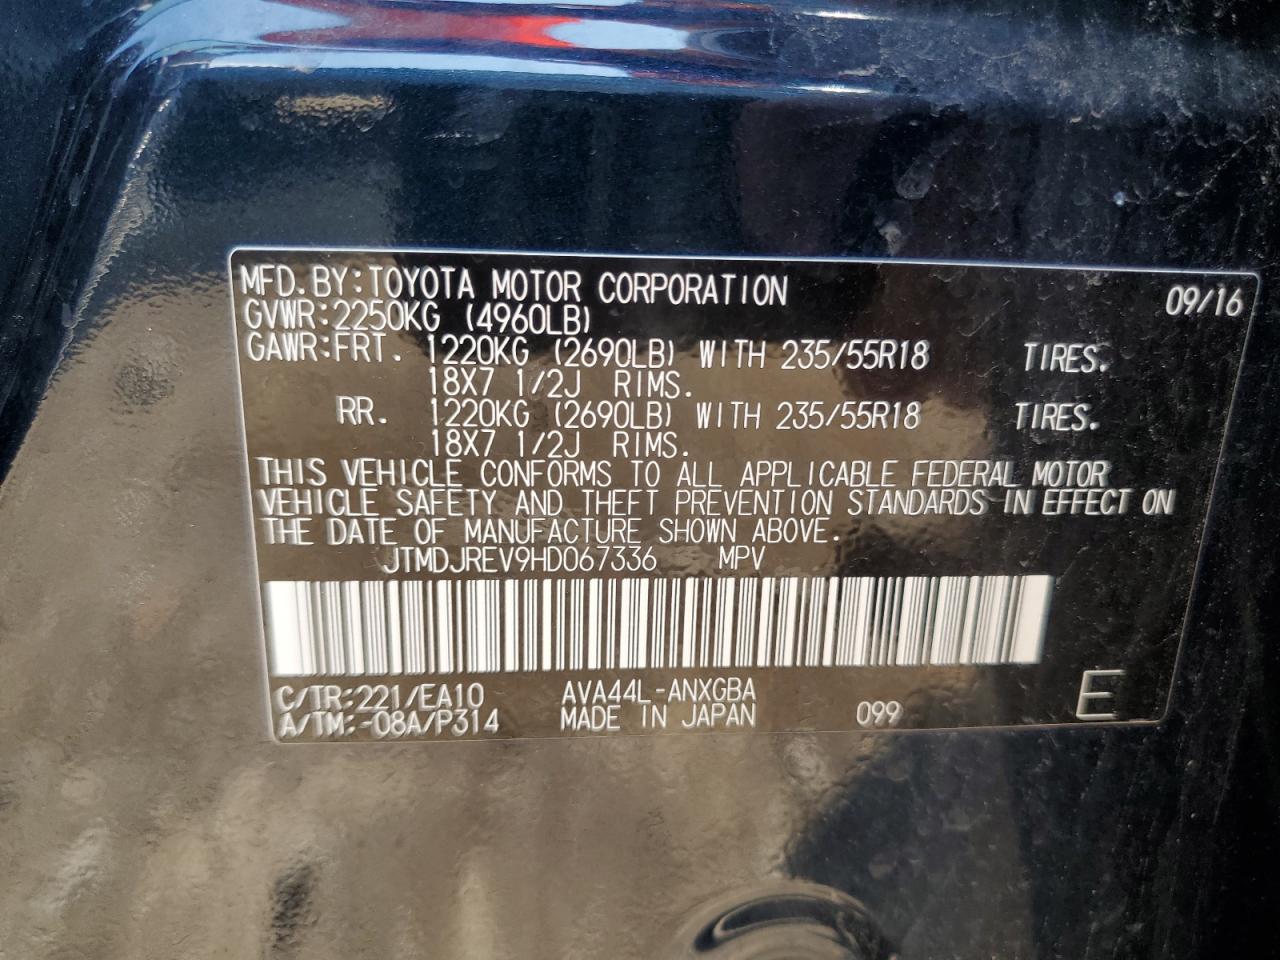 MFD.BY:TOYOTA MOTOR CORPORATION 09/16
GVWR:2250KG (4960LB)
GAWR:FRT. 1220KG (2690LB) WITH 235/55R18 TIRES.
18X7 1/2J RIMS.
RR. 1220KG (2690LB) WITH 235/55R18 TIRES.
18X7 1/2J RIMS.
THIS VEHICLE CONFORMS TO ALL APPLICABLE FEDERAL MOTOR
VEHICLE SAFETY AND THEFT PREVENTION STANDARDS IN EFFECT ON
THE DATE OF MANUFACTURE SHOWN ABOVE.
JTMDJREV9HD067336 MPV
C/TR:221/EA10 AVA44L-ANXGBA E
A/TM:-08A/P314 MADE IN JAPAN 099